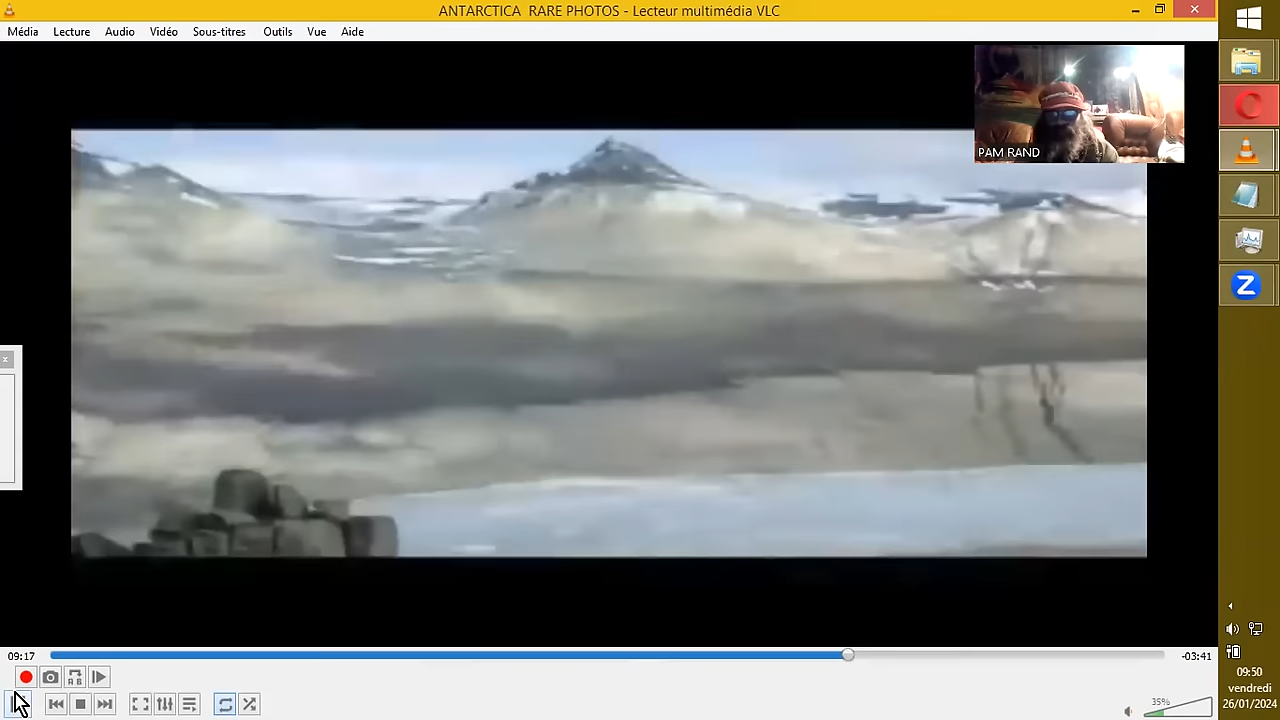 ANTARCTICA RARE PHOTOS - Lecteur multimédia VLC
Média Lecture Audio Vidéo Sous-titres Outils Vue Aide
PAM RAND
09:17
-03:41
35%
09:50
vendredi
26/01/2024